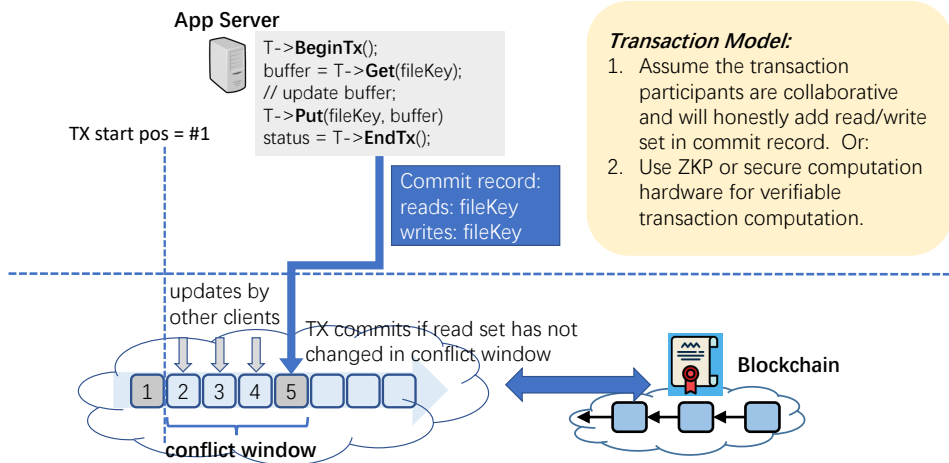 App Server
T->BeginTx();
buffer = T->Get(fileKey);
// update buffer;
T->Put(fileKey, buffer)
status = T->EndTx();
Transaction Model:
1. Assume the transaction
participants are collaborative
and will honestly add read/write
set in commit record. Or:
2. Use ZKP or secure computation
hardware for verifiable
transaction computation.
TX start pos = #1
Commit record:
reads: fileKey
writes: fileKey
updates by
other clients
TX commits if read set has not
changed in conflict window
Blockchain
1 2 3 4 5
conflict window